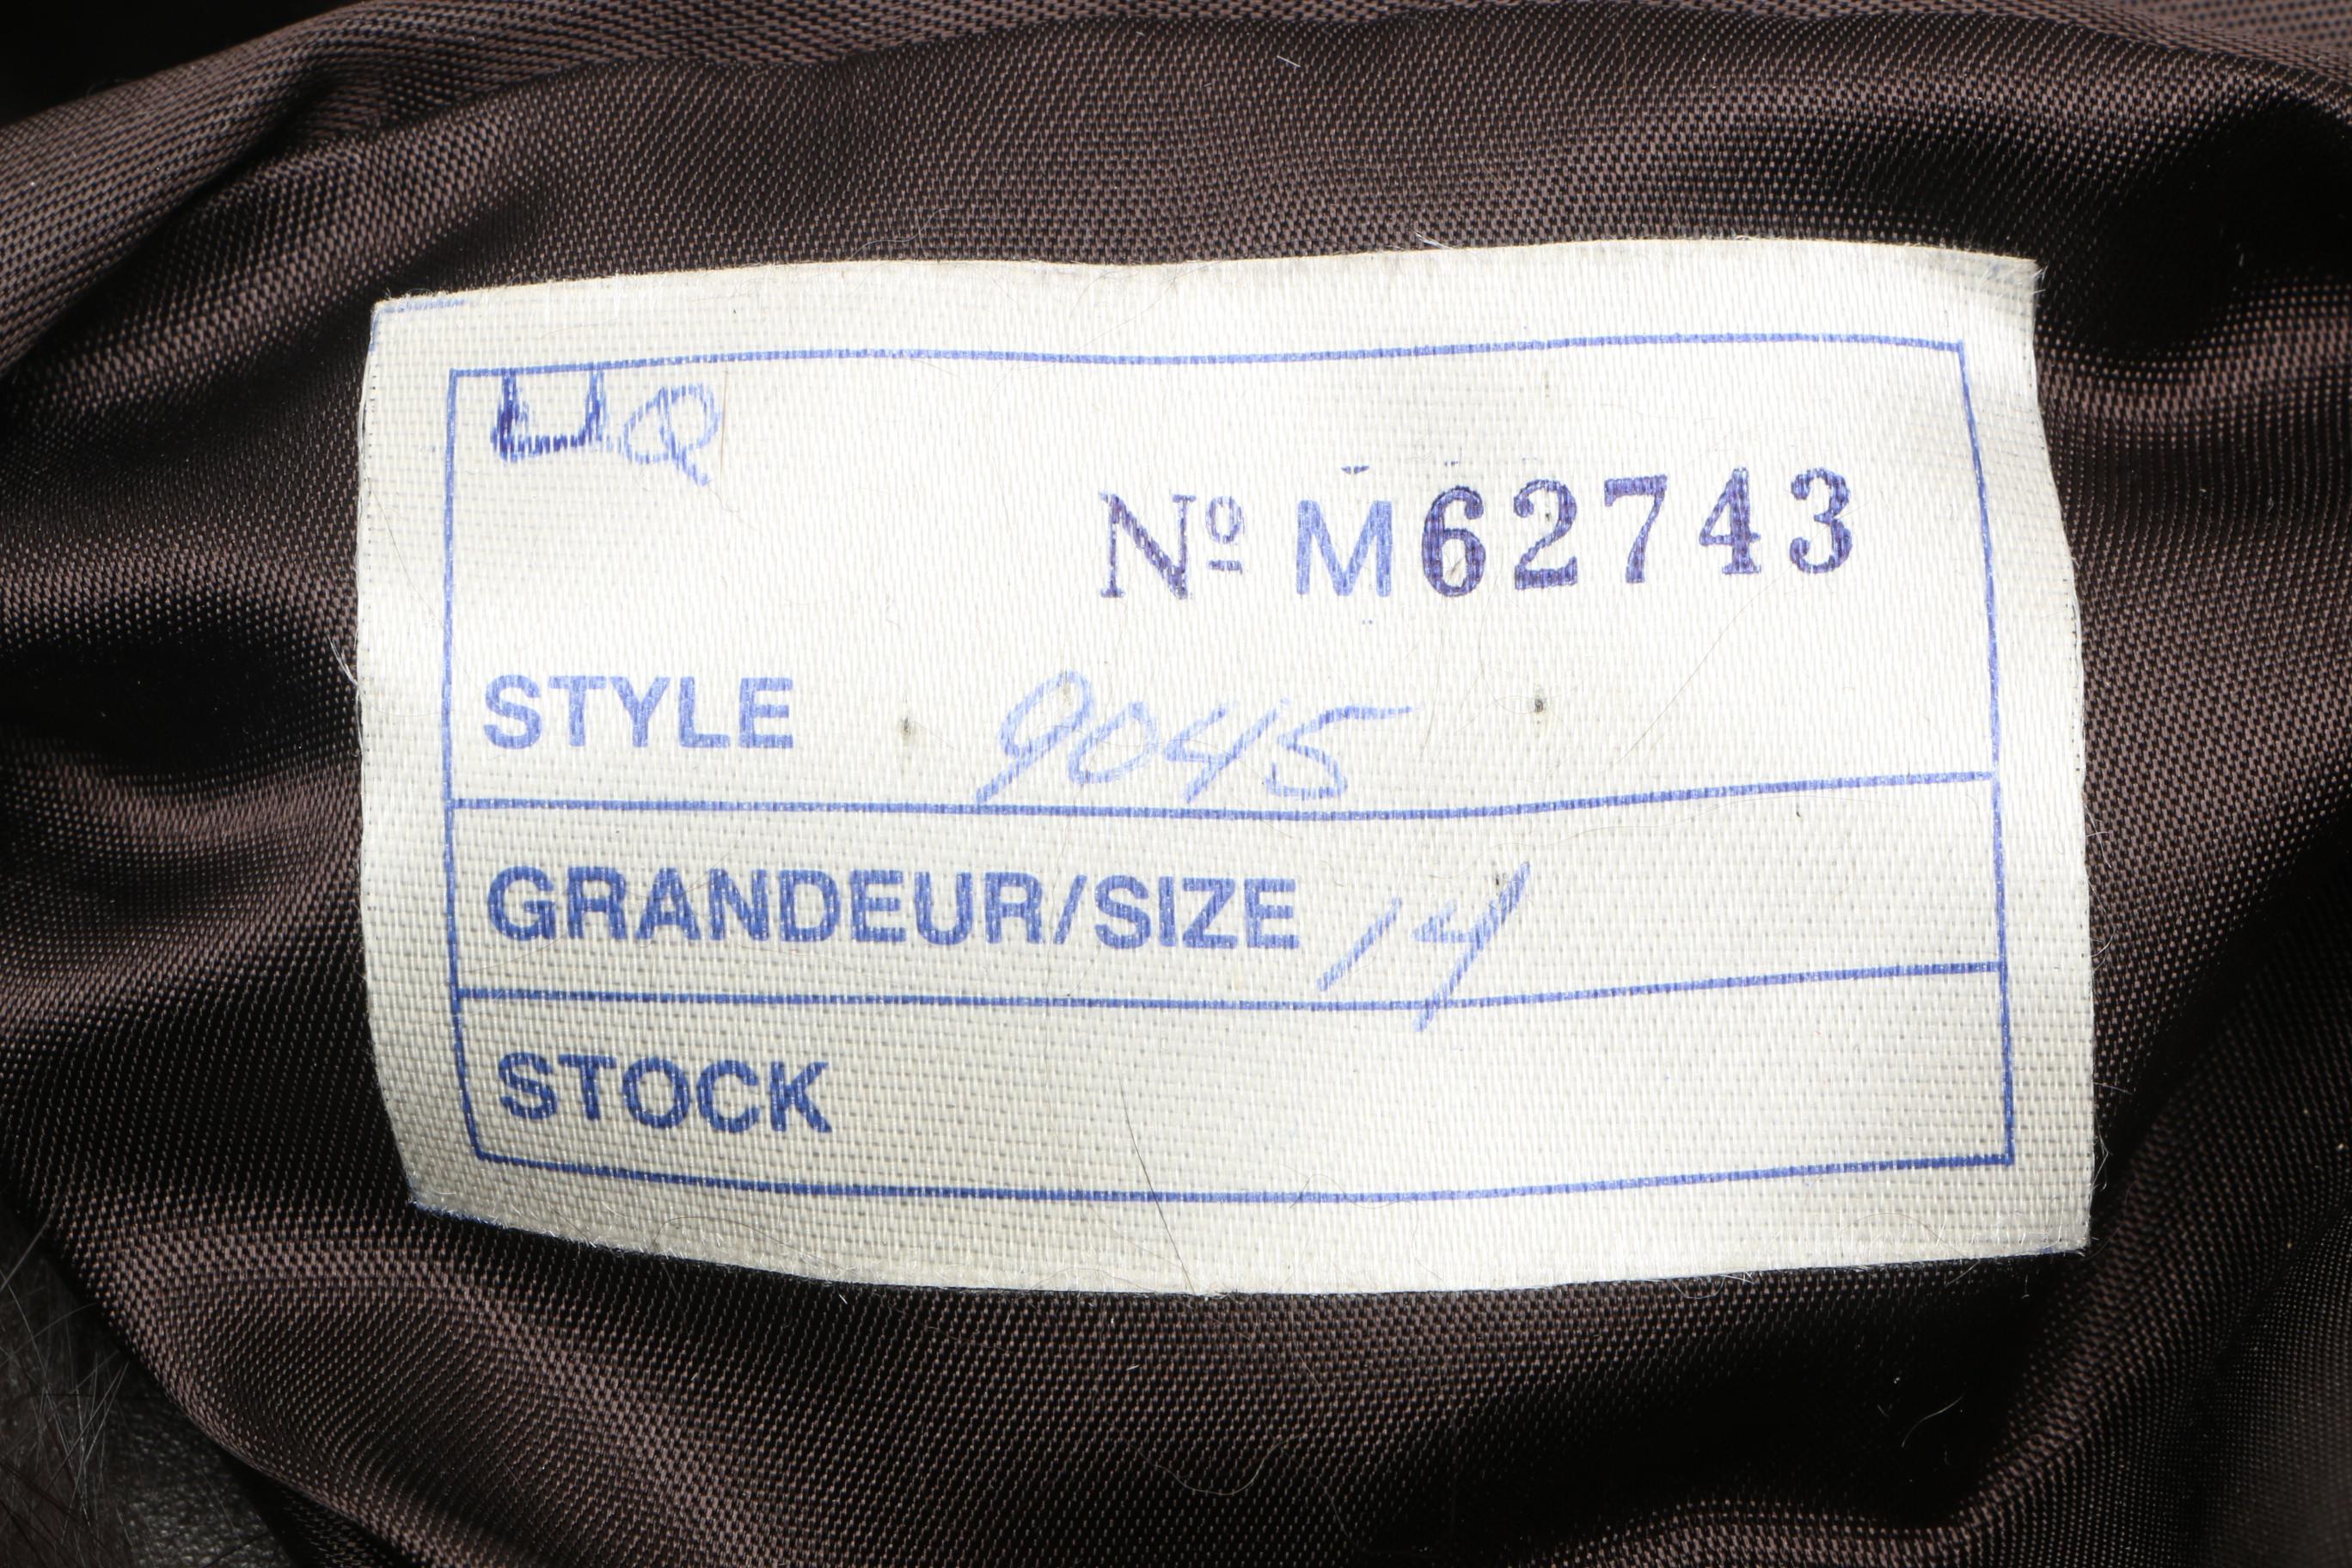 Nº M62743
STYLE 9045
GRANDEUR/SIZE 14
STOCK